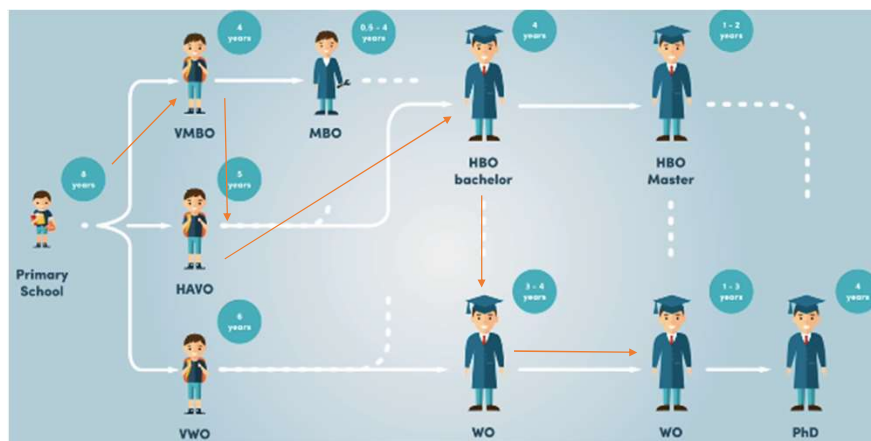 4
years
0.5 - 4
years
4
years
1 - 2
years
VMBO
MBO
HBO
bachelor
HBO
Master
8
years
5
years
Primary
School
HAVO
6
years
3 - 4
years
1 - 3
years
4
years
VWO
WO
WO
PhD